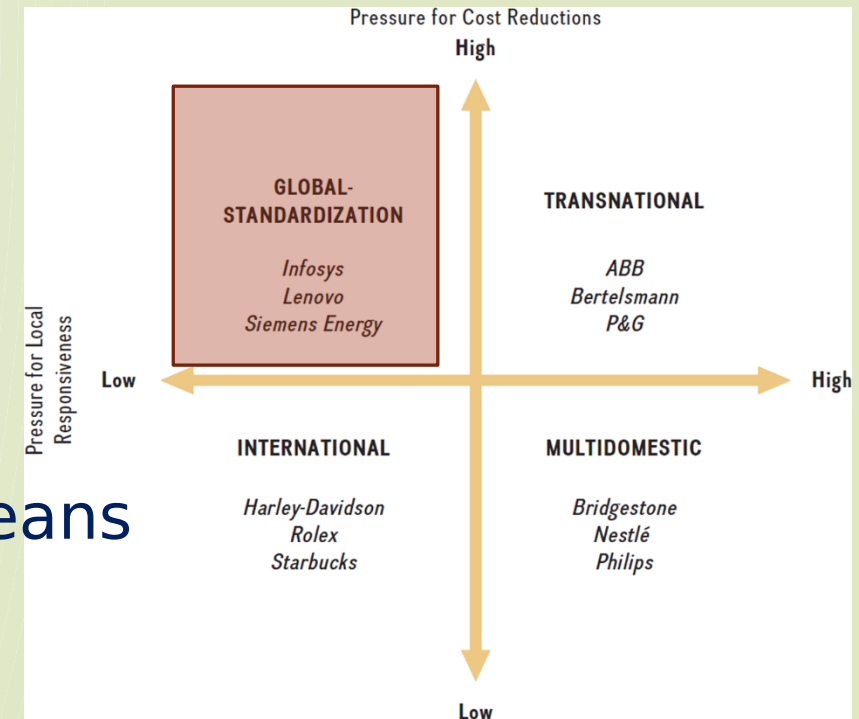 Pressure for Cost Reductions
High
GLOBAL-
STANDARDIZATION
Infosys
Lenovo
Siemens Energy
TRANSNATIONAL
ABB
Bertelsmann
P&G
Pressure for Local
Responsiveness
Low
High
INTERNATIONAL
Harley-Davidson
Rolex
Starbucks
MULTIDOMESTIC
Bridgestone
Nestlé
Philips
eans
Low